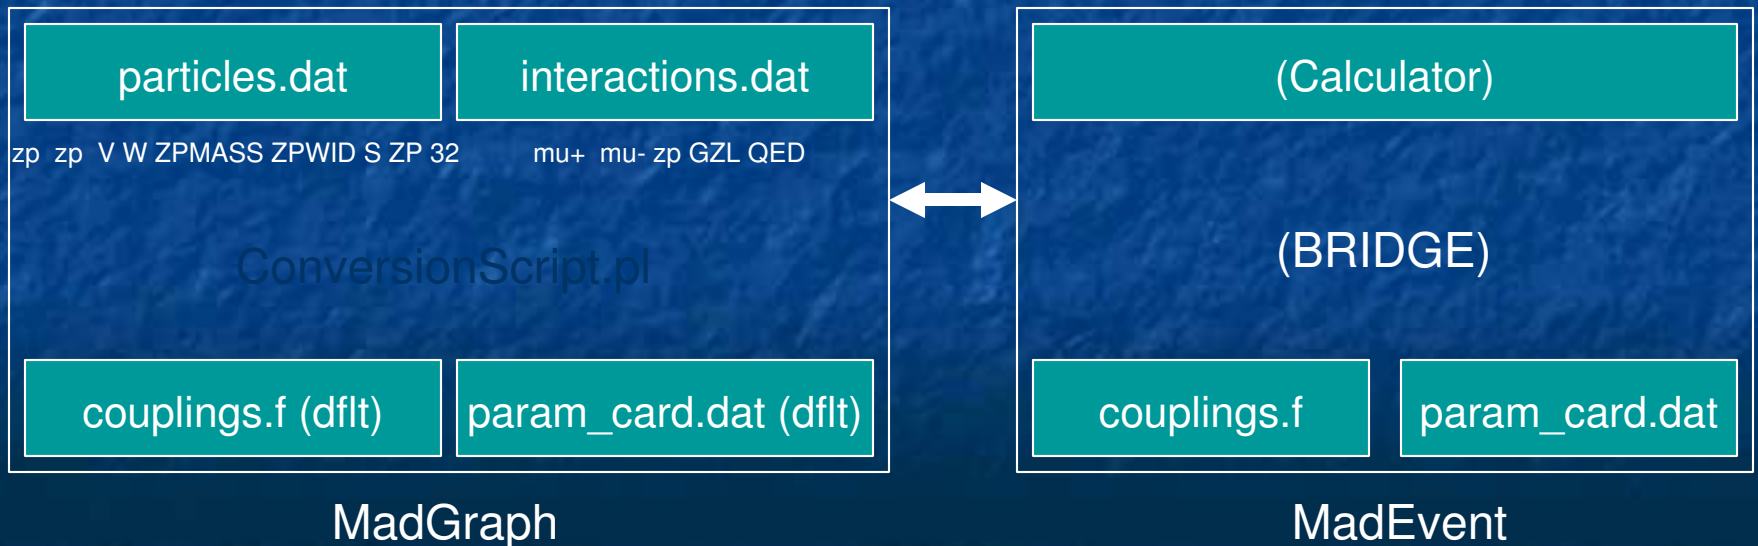 particles.dat
interactions.dat
(Calculator)
zp zp V W ZPMASS ZPWID S ZP 32
mu+ mu- zp GZL QED
ConversionScript.pl
(BRIDGE)
couplings.f (dflt)
param_card.dat (dflt)
couplings.f
param_card.dat
MadGraph
MadEvent